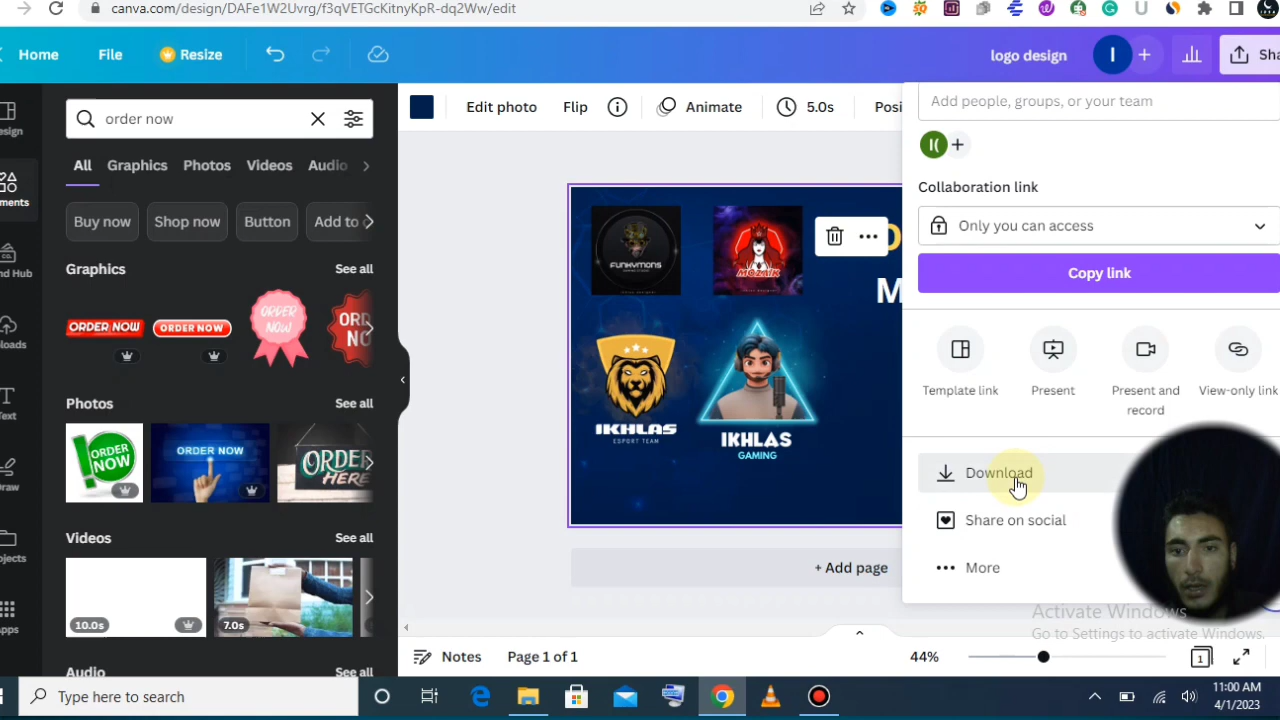 canva.com/design/DAFe1W2Uvrg/f3qVETGcKitnyKpR-dq2Ww/edit
Home
File
Resize
logo design
I
order now
All
Graphics
Photos
Videos
Audio
Buy now
Shop now
Button
Graphics
See all
ORDER NOW
ORDER NOW
ORDER
NOW
Photos
See all
ORDER
NOW
ORDER NOW
ORDER
Videos
See all
10.0s
7.0s
Audio
See all
Edit photo
Flip
Animate
5.0s
FUNKYMONS
MOZAIK
IKHLAS
ESPORT TEAM
IKHLAS
GAMING
M
+ Add page
Notes
Page 1 of 1
44%
1
Add people, groups, or your team
Collaboration link
Only you can access
Copy link
Template link
Present
Present and
record
View-only link
Download
Share on social
More
Activate Windows
Go to Settings to activate Windows.
Type here to search
11:00 AM
4/1/2023